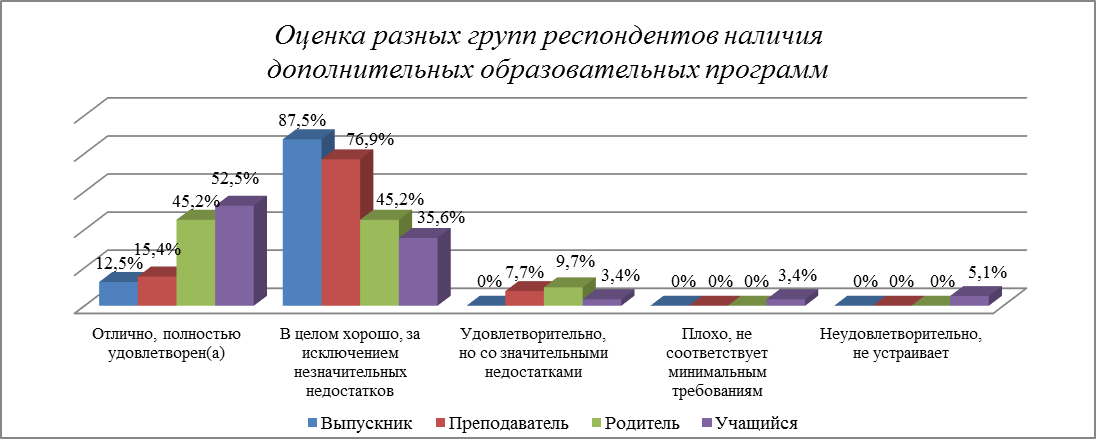 Оценка разных групп респондентов наличия
дополнительных образовательных программ
12,5%
15,4%
45,2%
52,5%
87,5%
76,9%
45,2%
35,6%
0%
7,7%
9,7%
3,4%
0%
0%
0%
3,4%
0%
0%
0%
5,1%
Отлично, полностью
удовлетворен(а)
В целом хорошо, за
исключением
незначительных
недостатков
Удовлетворительно,
но со значительными
недостатками
Плохо, не
соответствует
минимальным
требованиям
Неудовлетворительно,
не устраивает
Выпускник
Преподаватель
Родитель
Учащийся